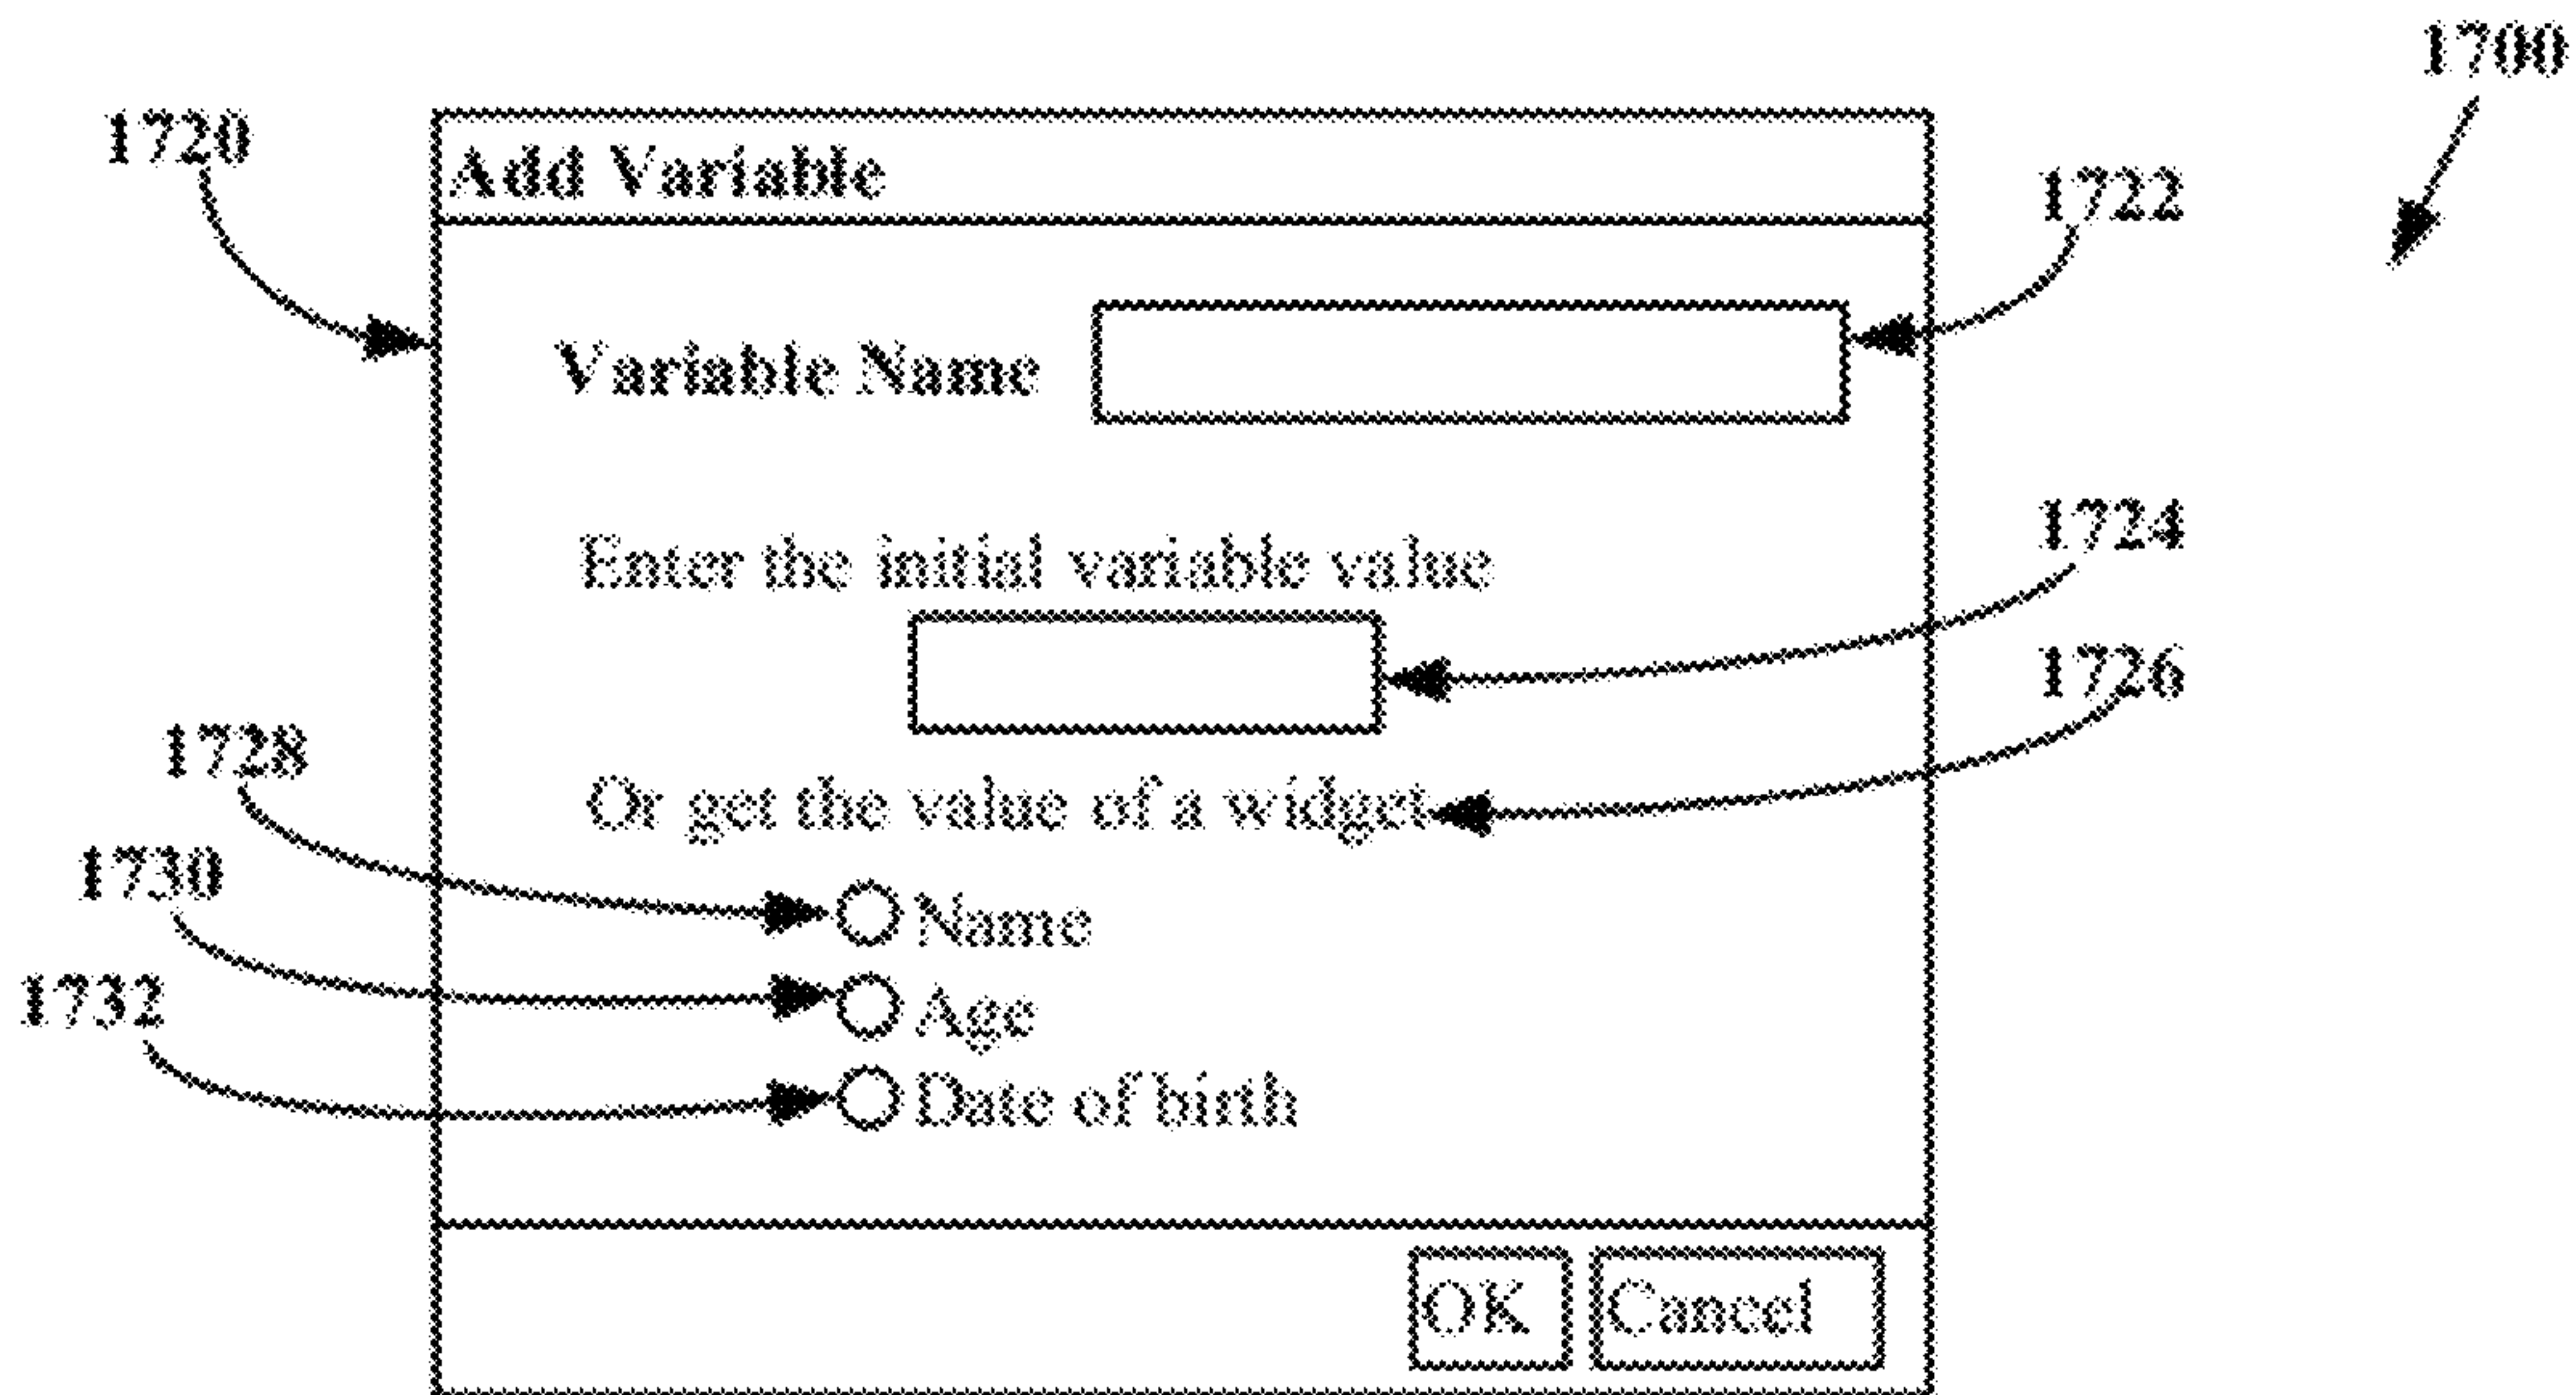 1700
1720
Add Variable
1722
Variable Name
1724
Enter the initial variable value
1726
1728
Or get the value of a widget
1730
Name
1732
Age
Date of birth
OK Cancel